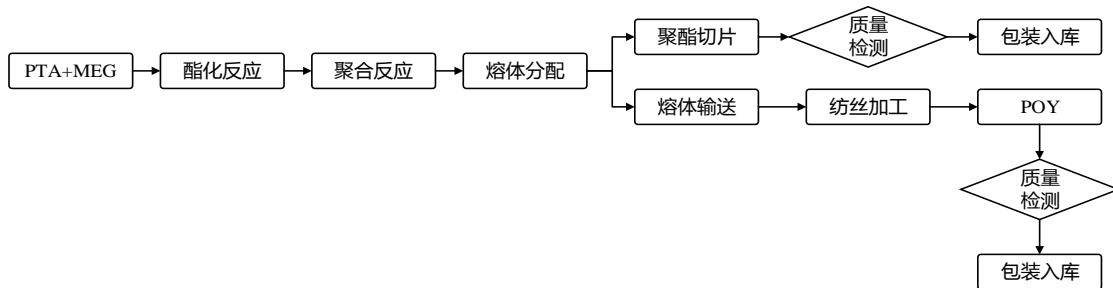 PTA+MEG
酯化反应
聚合反应
熔体分配
聚酯切片
质量
检测
包装入库
熔体输送
纺丝加工
POY
质量
检测
包装入库